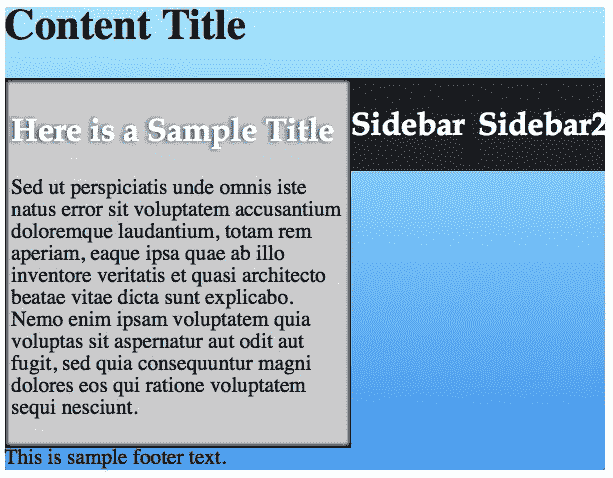 Content Title
Here is a Sample Title
Sidebar Sidebar2
Sed ut perspiciatis unde omnis iste
natus error sit voluptatem accusantium
doloremque laudantium, totam rem
aperiam, eaque ipsa quae ab illo
inventore veritatis et quasi architecto
beatae vitae dicta sunt explicabo.
Nemo enim ipsam voluptatem quia
voluptas sit aspernatur aut odit aut
fugit, sed quia consequuntur magni
dolores eos qui ratione voluptatem
sequi nesciunt.
This is sample footer text.